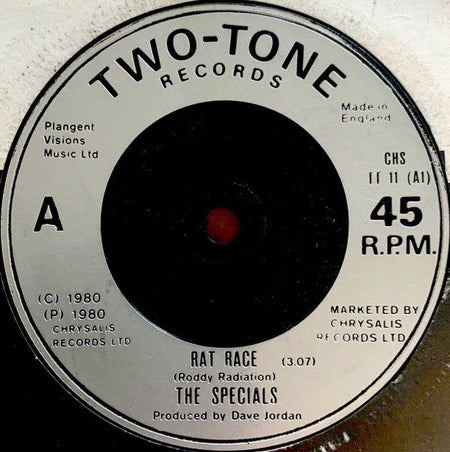 TWO-TONE
RECORDS
Made in
England
Plangent
Visions
Music Ltd
CHS
TT 11 (A1)
A
45
R.P.M.
(C) 1980
(P) 1980
CHRYSALIS
RECORDS LTD
MARKETED BY
CHRYSALIS
RECORDS LTD
RAT RACE (3.07)
(Roddy Radiation)
THE SPECIALS
Produced by Dave Jordan